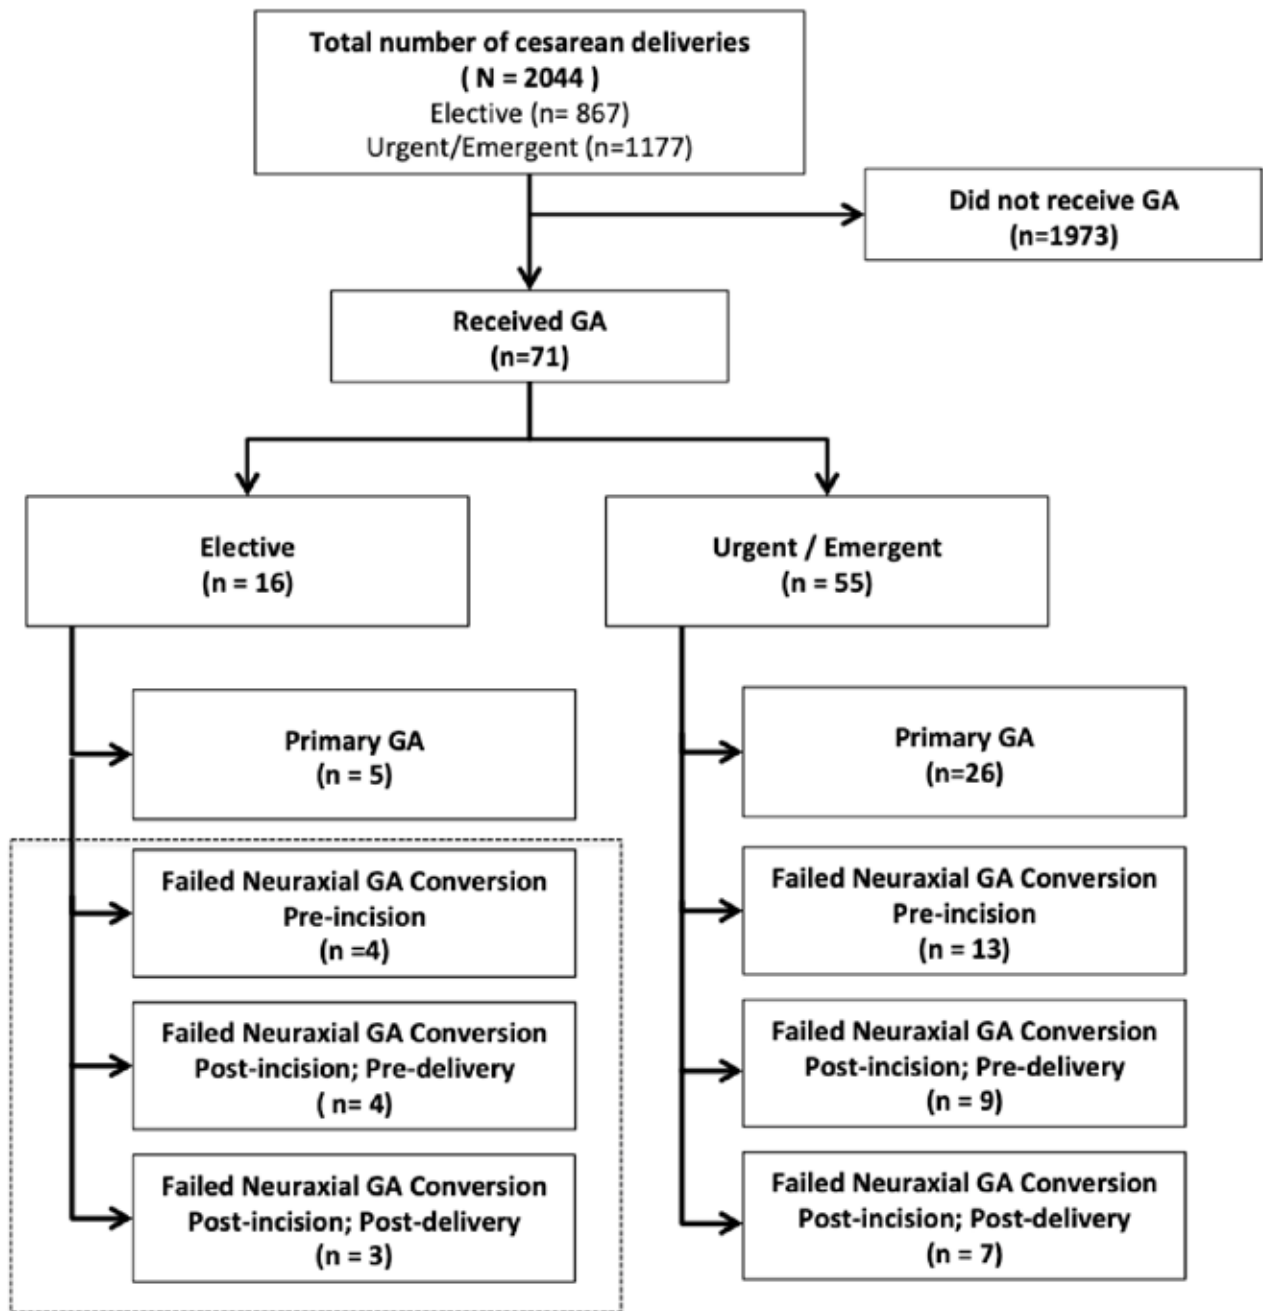 Total number of cesarean deliveries
( N = 2044 )
Elective (n= 867)
Urgent/Emergent (n=1177)
Did not receive GA
(n=1973)
Received GA
(n=71)
Elective
(n = 16)
Urgent / Emergent
(n = 55)
Primary GA
(n = 5)
Failed Neuraxial GA Conversion
Pre-incision
(n =4)
Failed Neuraxial GA Conversion
Post-incision; Pre-delivery
( n= 4)
Failed Neuraxial GA Conversion
Post-incision; Post-delivery
(n = 3)
Primary GA
(n=26)
Failed Neuraxial GA Conversion
Pre-incision
(n = 13)
Failed Neuraxial GA Conversion
Post-incision; Pre-delivery
(n = 9)
Failed Neuraxial GA Conversion
Post-incision; Post-delivery
(n = 7)